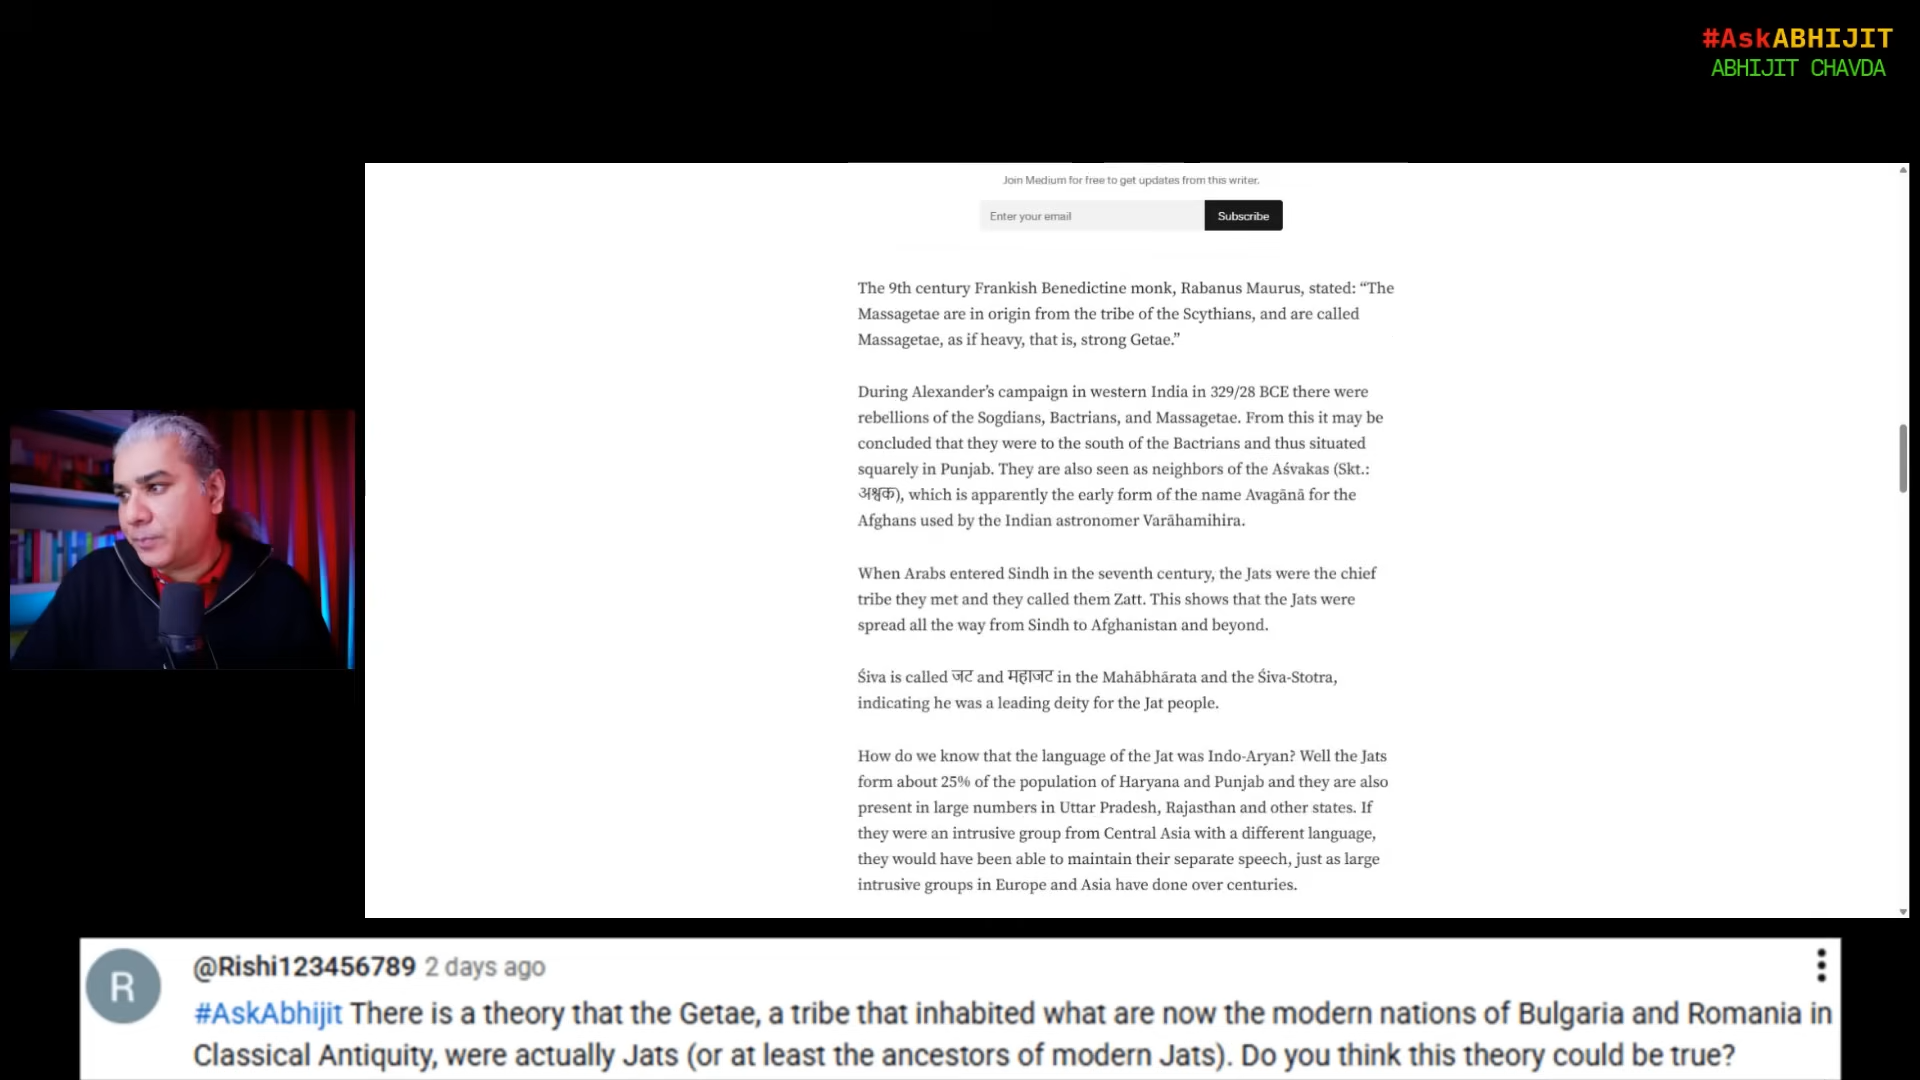 #AskABHIJIT
ABHIJIT CHAVDA
Join Medium for free to get updates from this writer.
Enter your email
Subscribe
The 9th century Frankish Benedictine monk, Rabanus Maurus, stated: “The
Massagetae are in origin from the tribe of the Scythians, and are called
Massagetae, as if heavy, that is, strong Getae.”
During Alexander’s campaign in western India in 329/28 BCE there were
rebellions of the Sogdians, Bactrians, and Massagetae. From this it may be
concluded that they were to the south of the Bactrians and thus situated
squarely in Punjab. They are also seen as neighbors of the Aśvakas (Skt.:
अश्वक), which is apparently the early form of the name Avagānā for the
Afghans used by the Indian astronomer Varāhamihira.
When Arabs entered Sindh in the seventh century, the Jats were the chief
tribe they met and they called them Zatt. This shows that the Jats were
spread all the way from Sindh to Afghanistan and beyond.
Śiva is called जट and महाजट in the Mahābhārata and the Śiva-Stotra,
indicating he was a leading deity for the Jat people.
How do we know that the language of the Jat was Indo-Aryan? Well the Jats
form about 25% of the population of Haryana and Punjab and they are also
present in large numbers in Uttar Pradesh, Rajasthan and other states. If
they were an intrusive group from Central Asia with a different language,
they would have been able to maintain their separate speech, just as large
intrusive groups in Europe and Asia have done over centuries.
R
@Rishi123456789 2 days ago
#AskAbhijit There is a theory that the Getae, a tribe that inhabited what are now the modern nations of Bulgaria and Romania in
Classical Antiquity, were actually Jats (or at least the ancestors of modern Jats). Do you think this theory could be true?